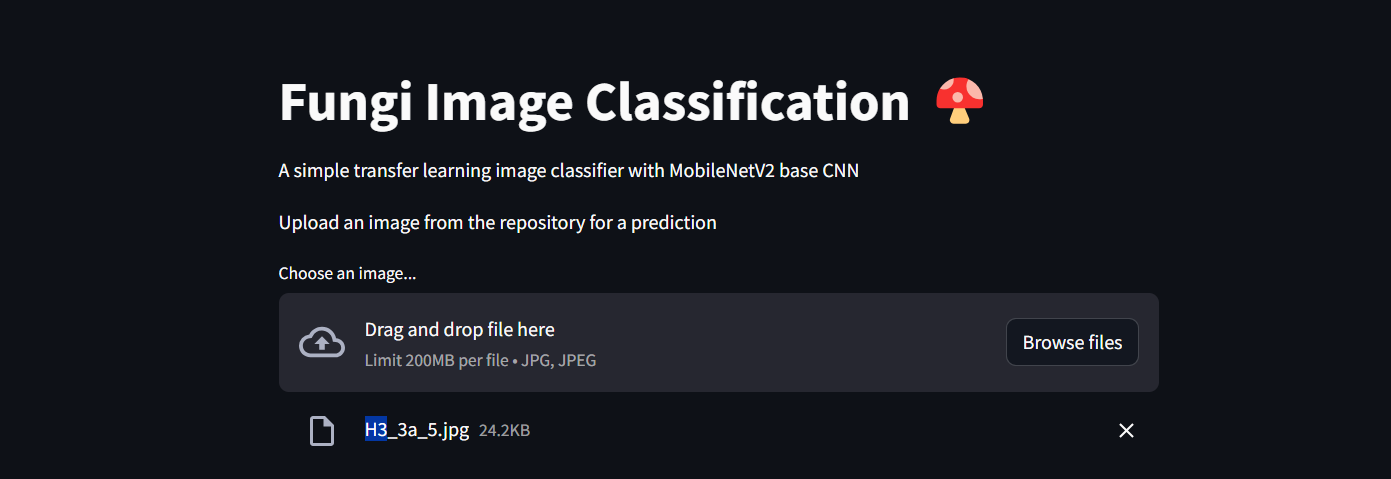 Fungi Image Classification 🍄
A simple transfer learning image classifier with MobileNetV2 base CNN
Upload an image from the repository for a prediction
Choose an image...
Drag and drop file here
Limit 200MB per file • JPG, JPEG
Browse files
H3_3a_5.jpg 24.2KB